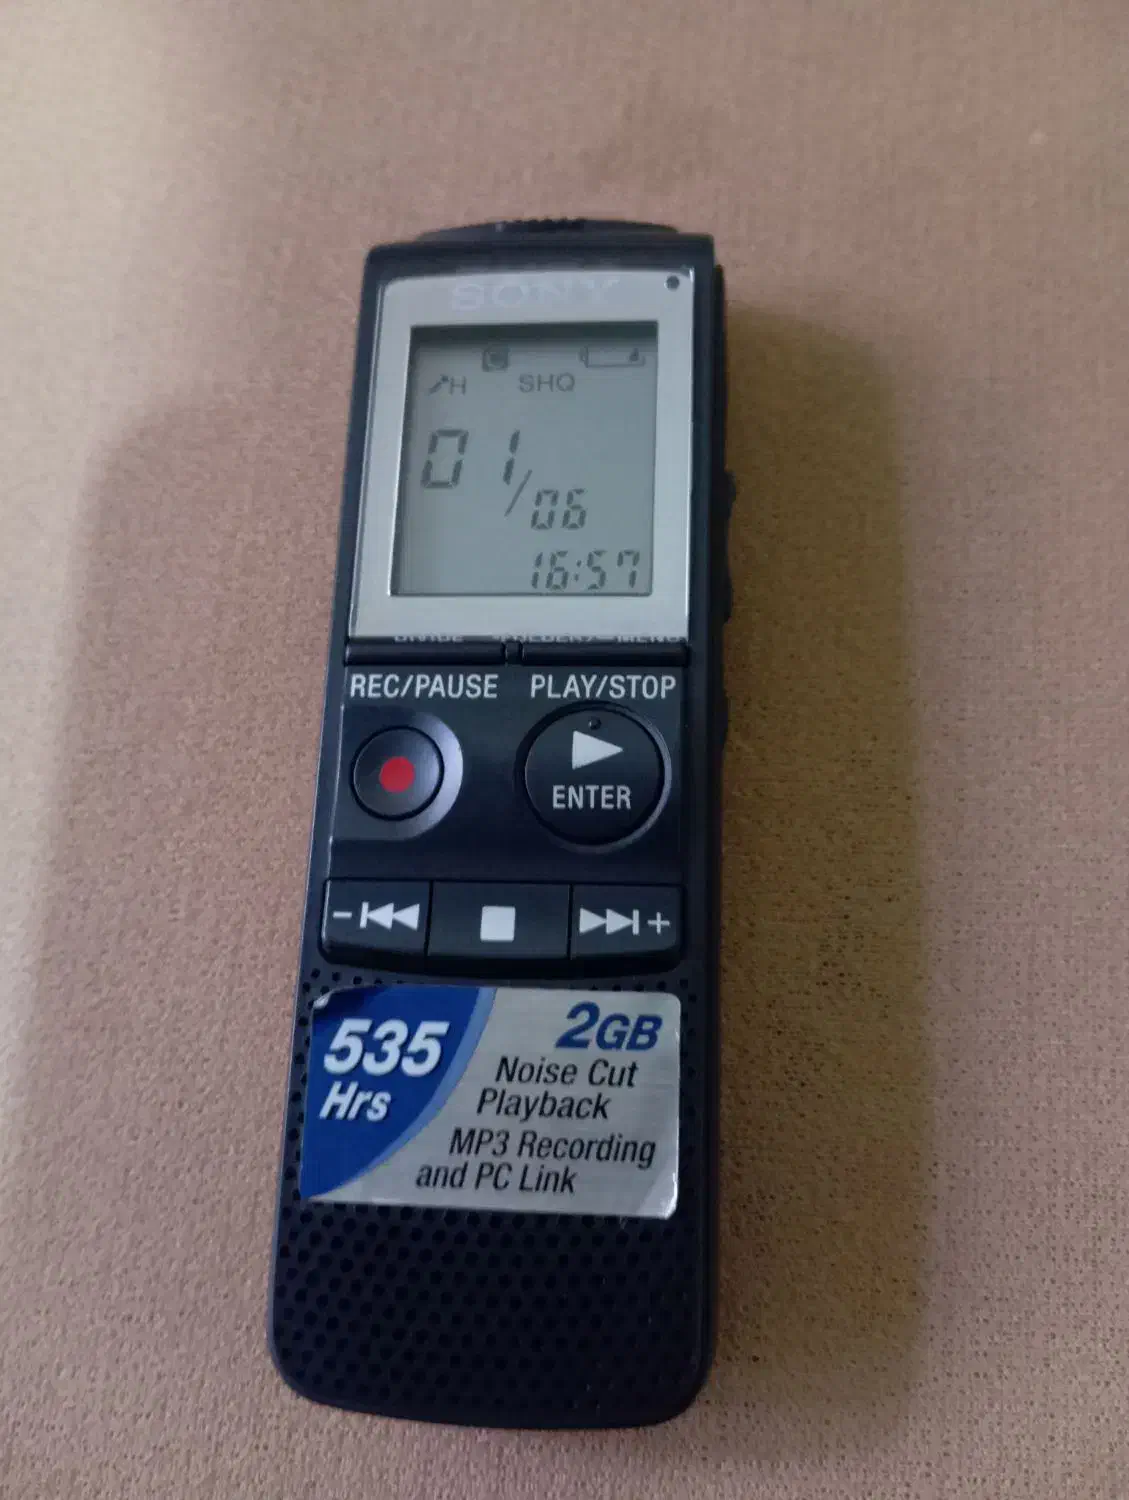 SONY
C
H SHQ
01/06
16:57
REC/PAUSE PLAY/STOP
ENTER
- +
535
Hrs
2GB
Noise Cut
Playback
MP3 Recording
and PC Link